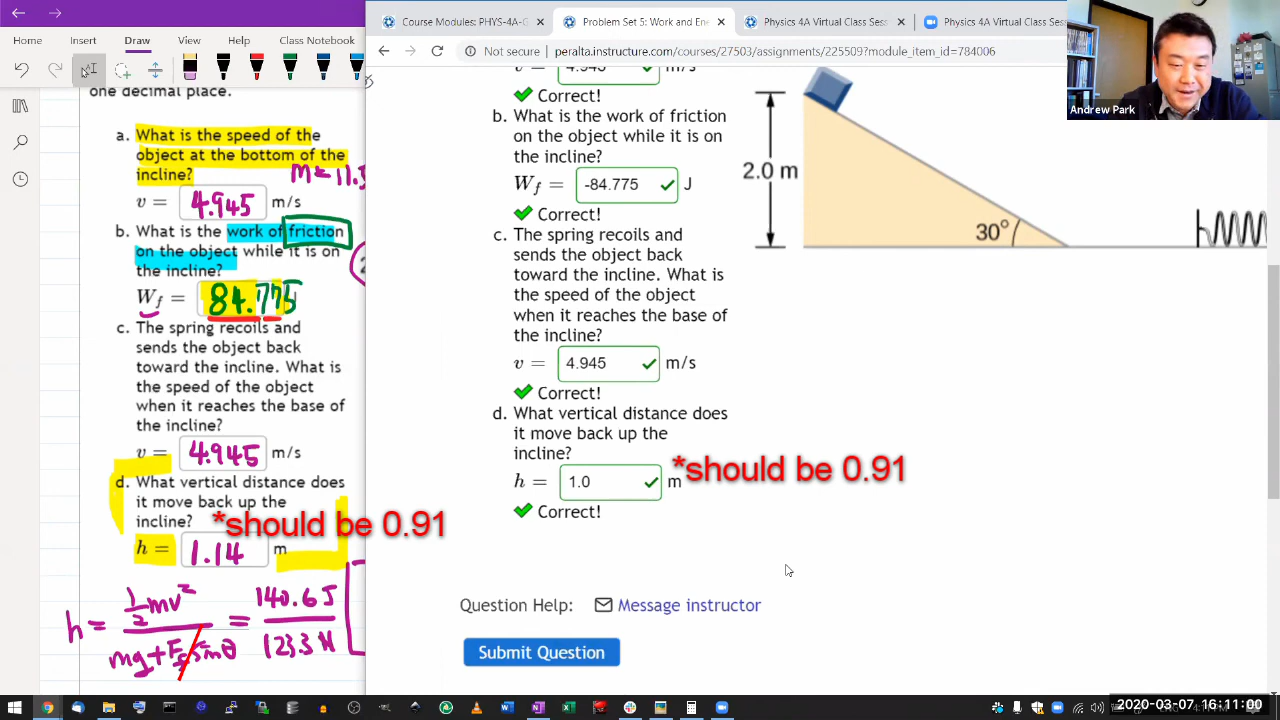 Course Modules: PHYS-4A-G
Problem Set 5: Work and Ene
Physics 4A Virtual Class Sess
Physics 4A Virtual Class Ses
Home
Insert
Draw
View
Class Notebook
Not secure
peralta.instructure.com/courses/27503/assignments/225509?module_item_id=784006
Andrew Park
one decimal place.
a. What is the speed of the
object at the bottom of the
incline?
m = 11.5
v = 4.945 m/s
b. What is the work of friction
on the object while it is on
the incline?
W_f = 84.775
c. The spring recoils and
sends the object back
toward the incline. What is
the speed of the object
when it reaches the base of
the incline?
v = 4.945 m/s
d. What vertical distance does
it move back up the
incline?
*should be 0.91
h = 1.14 m
h = ½mv² / mg + F_f sinθ = 140.6J / 123.3 N
v = 4.945 m/s
Correct!
b. What is the work of friction
on the object while it is on
the incline?
W_f = -84.775 J
Correct!
c. The spring recoils and
sends the object back
toward the incline. What is
the speed of the object
when it reaches the base of
the incline?
v = 4.945 m/s
Correct!
d. What vertical distance does
it move back up the
incline?
h = 1.0 m
*should be 0.91
Correct!
2.0 m
30°
Question Help:
Message instructor
Submit Question
2020-03-07 16:11:00